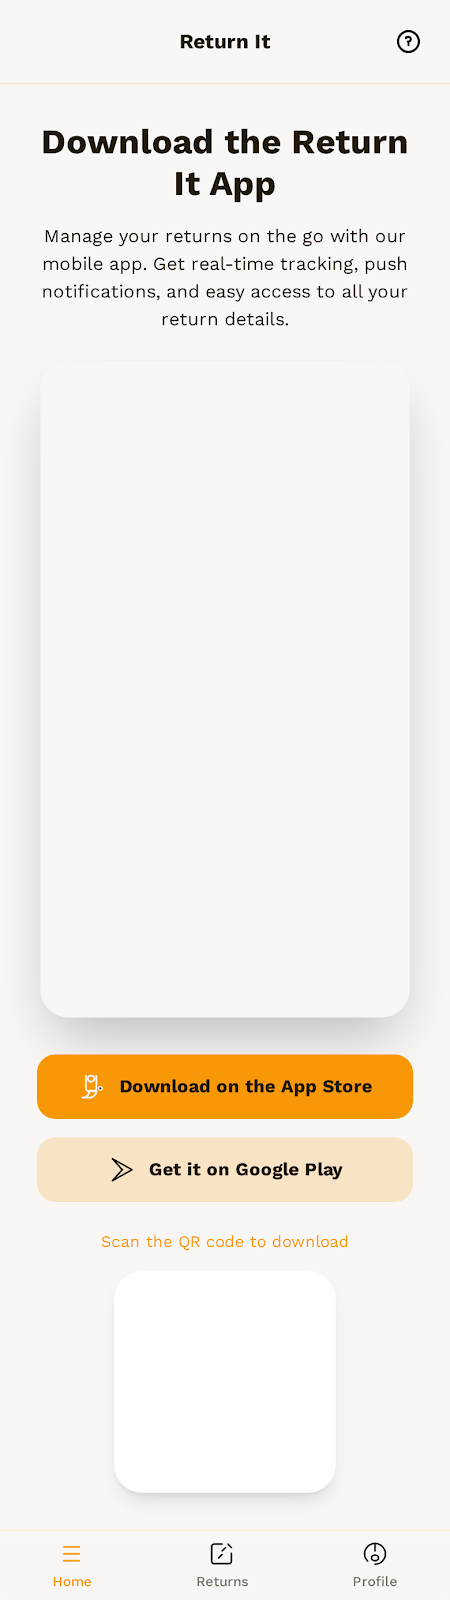 Return It
Download the Return
It App
Manage your returns on the go with our
mobile app. Get real-time tracking, push
notifications, and easy access to all your
return details.
Download on the App Store
Get it on Google Play
Scan the QR code to download
Home
Returns
Profile